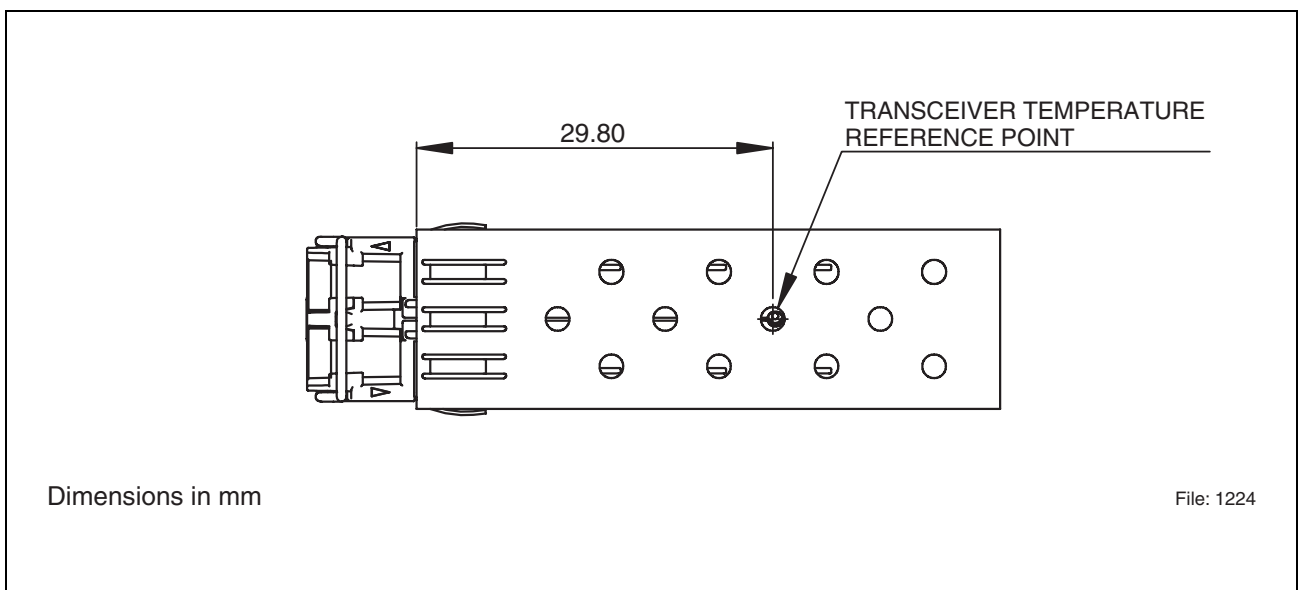 TRANSCEIVER TEMPERATURE
REFERENCE POINT
29.80
Dimensions in mm
File: 1224